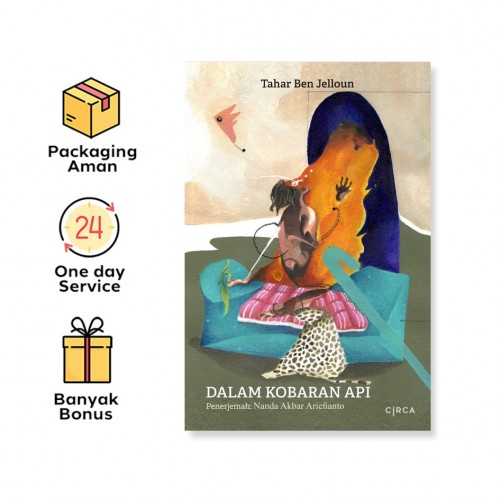 Packaging
Aman
24
One day
Service
Banyak
Bonus
Tahar Ben Jelloun
DALAM KOBARAN API
Penerjemah: Nanda Akbar Ariefianto
CIRCA